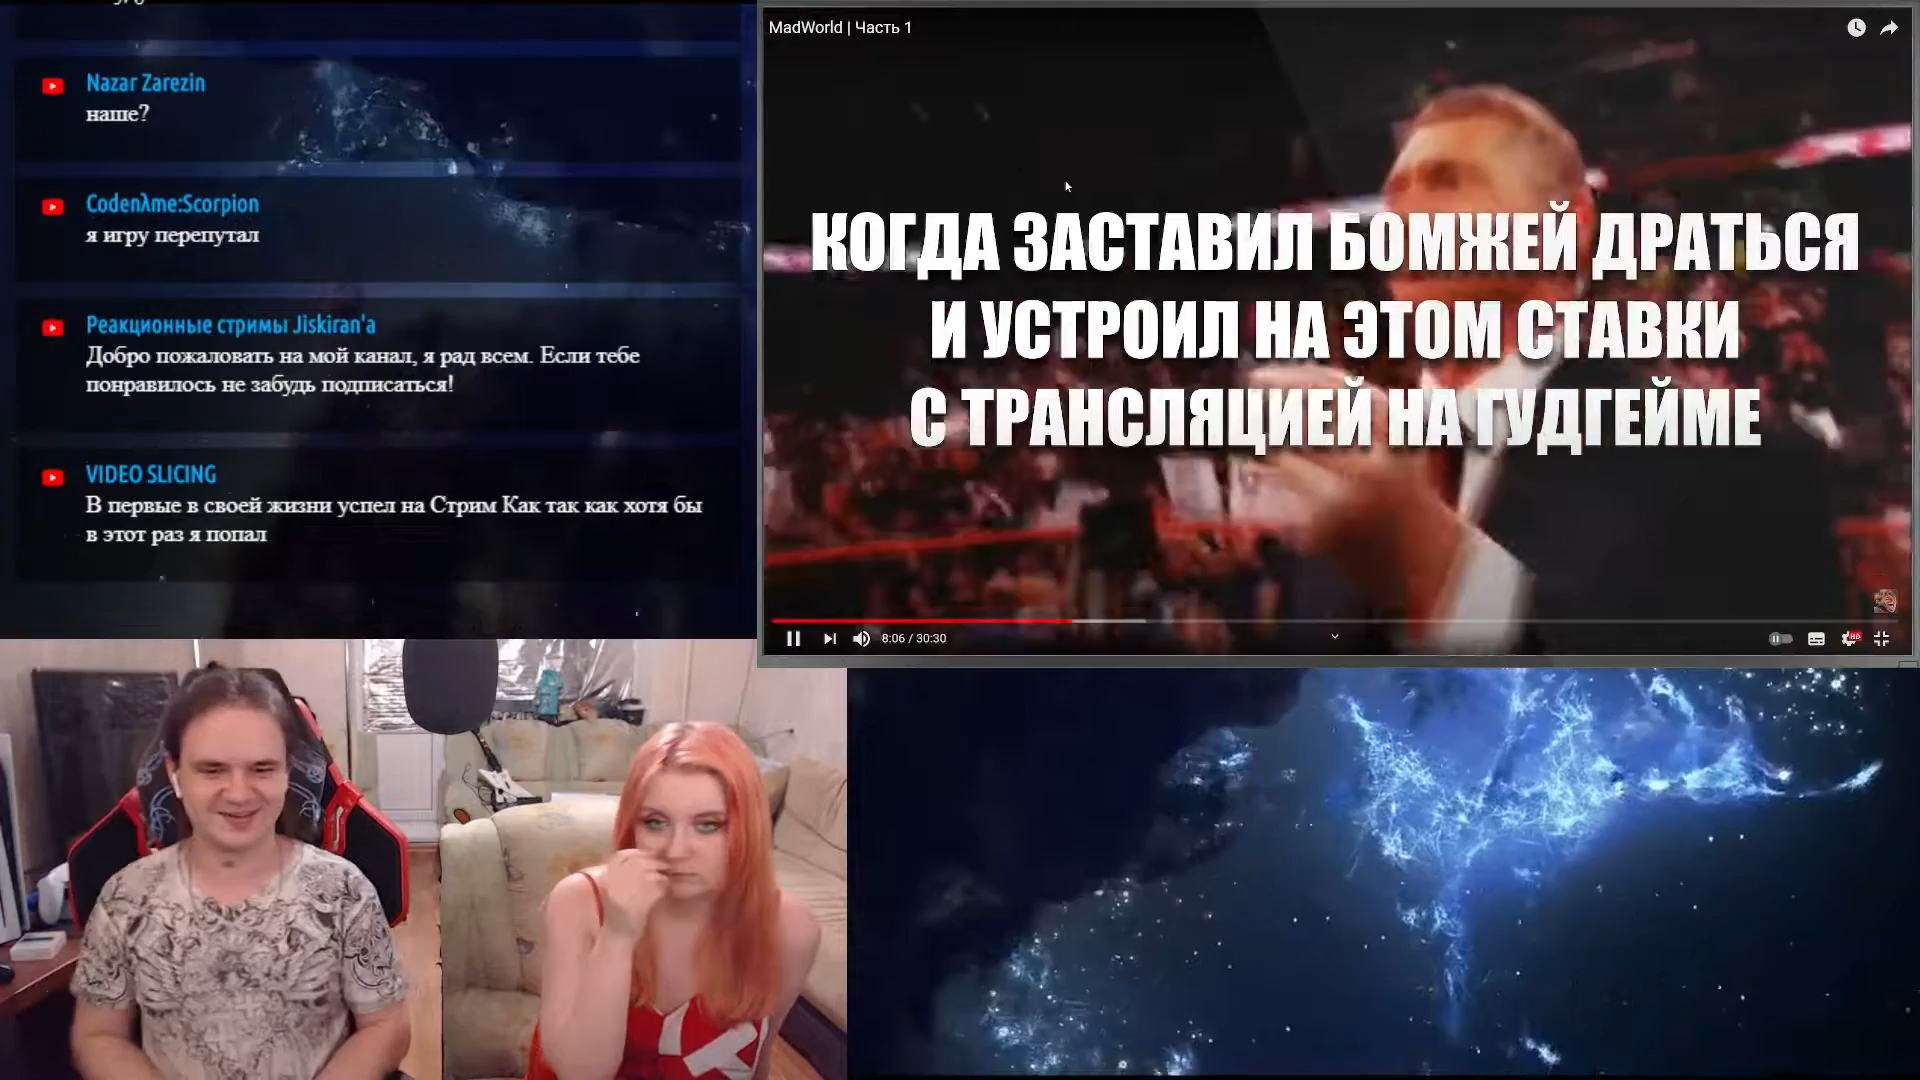 Nazar Zarezin
наше?
Codenλme:Scorpion
я игру перепутал
Реакционные стримы Jiskiran'a
Добро пожаловать на мой канал, я рад всем. Если тебе
понравилось не забудь подписаться!
VIDEO SLICING
В первые в своей жизни успел на Стрим Как так как хотя бы
в этот раз я попал
MadWorld | Часть 1
КОГДА ЗАСТАВИЛ БОМЖЕЙ ДРАТЬСЯ
И УСТРОИЛ НА ЭТОМ СТАВКИ
С ТРАНСЛЯЦИЕЙ НА ГУДГЕЙМЕ
8:06 / 30:30
HD